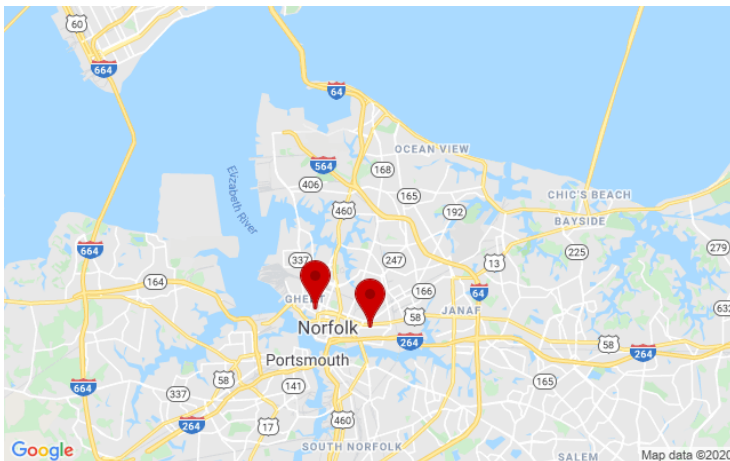 60
664
64
OCEAN VIEW
564
168
406
165
CHIC'S BEACH
460
192
BAYSIDE
Elizabeth River
664
337
247
13
225
279
164
166
64
GHENT
58
JANAF
Norfolk
264
58
264
Portsmouth
664
58
141
165
337
264
17
460
SOUTH NORFOLK
SALEM
Google
Map data ©2020